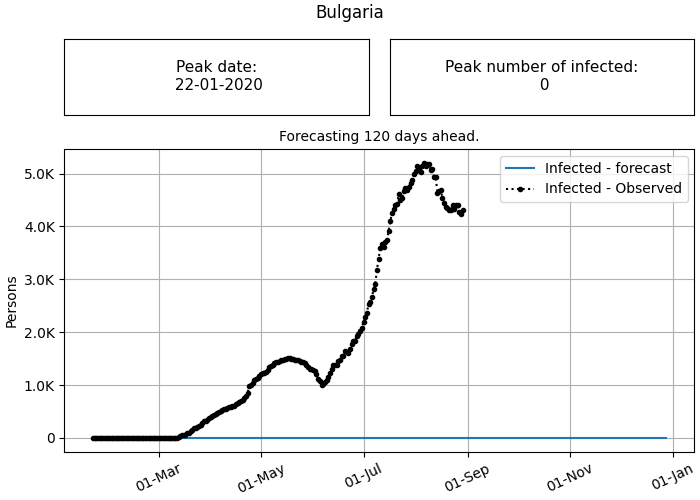 Bulgaria
Peak date:
22-01-2020
Peak number of infected:
0
Forecasting 120 days ahead.
Infected - forecast
Infected - Observed
Persons
5.0K
4.0K
3.0K
2.0K
1.0K
0
01-Mar
01-May
01-Jul
01-Sep
01-Nov
01-Jan